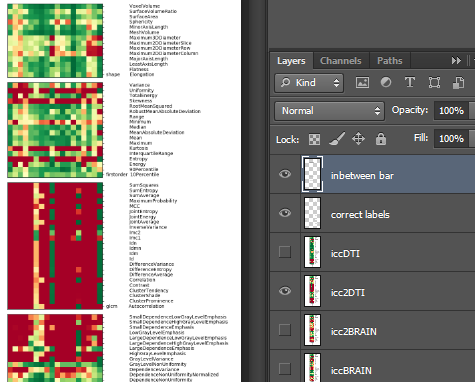 VoxelVolume
SurfaceVolumeRatio
SurfaceArea
Sphericity
MinorAxisLength
MeshVolume
Maximum3DDiameter
Maximum2DDiameterSlice
Maximum2DDiameterRow
Maximum2DDiameterColumn
MajorAxisLength
LeastAxisLength
Flatness
shape Elongation
Variance
Uniformity
TotalEnergy
Skewness
RootMeanSquared
RobustMeanAbsoluteDeviation
Range
Minimum
Median
MeanAbsoluteDeviation
Mean
Maximum
Kurtosis
InterquartileRange
Entropy
Energy
90Percentile
firstorder 10Percentile
SumSquares
SumEntropy
SumAverage
MaximumProbability
MCC
JointEntropy
JointEnergy
JointAverage
InverseVariance
Imc2
Imc1
Idn
Idmn
Idm
Id
DifferenceVariance
DifferenceEntropy
DifferenceAverage
Correlation
Contrast
ClusterTendency
ClusterShade
ClusterProminence
glcm Autocorrelation
SmallDependenceLowGrayLevelEmphasis
SmallDependenceHighGrayLevelEmphasis
SmallDependenceEmphasis
LowGrayLevelEmphasis
LargeDependenceLowGrayLevelEmphasis
LargeDependenceHighGrayLevelEmphasis
LargeDependenceEmphasis
HighGrayLevelEmphasis
GrayLevelVariance
GrayLevelNonUniformity
DependenceVariance
DependenceNonUniformityNormalized
DependenceNonUniformity
Layers Channels Paths
Kind
Normal Opacity: 100%
Lock: Fill: 100%
inbetween bar
correct labels
iccDTI
icc2DTI
icc2BRAIN
iccBRAIN